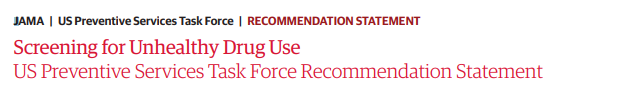 JAMA | US Preventive Services Task Force | RECOMMENDATION STATEMENT
Screening for Unhealthy Drug Use
US Preventive Services Task Force Recommendation Statement